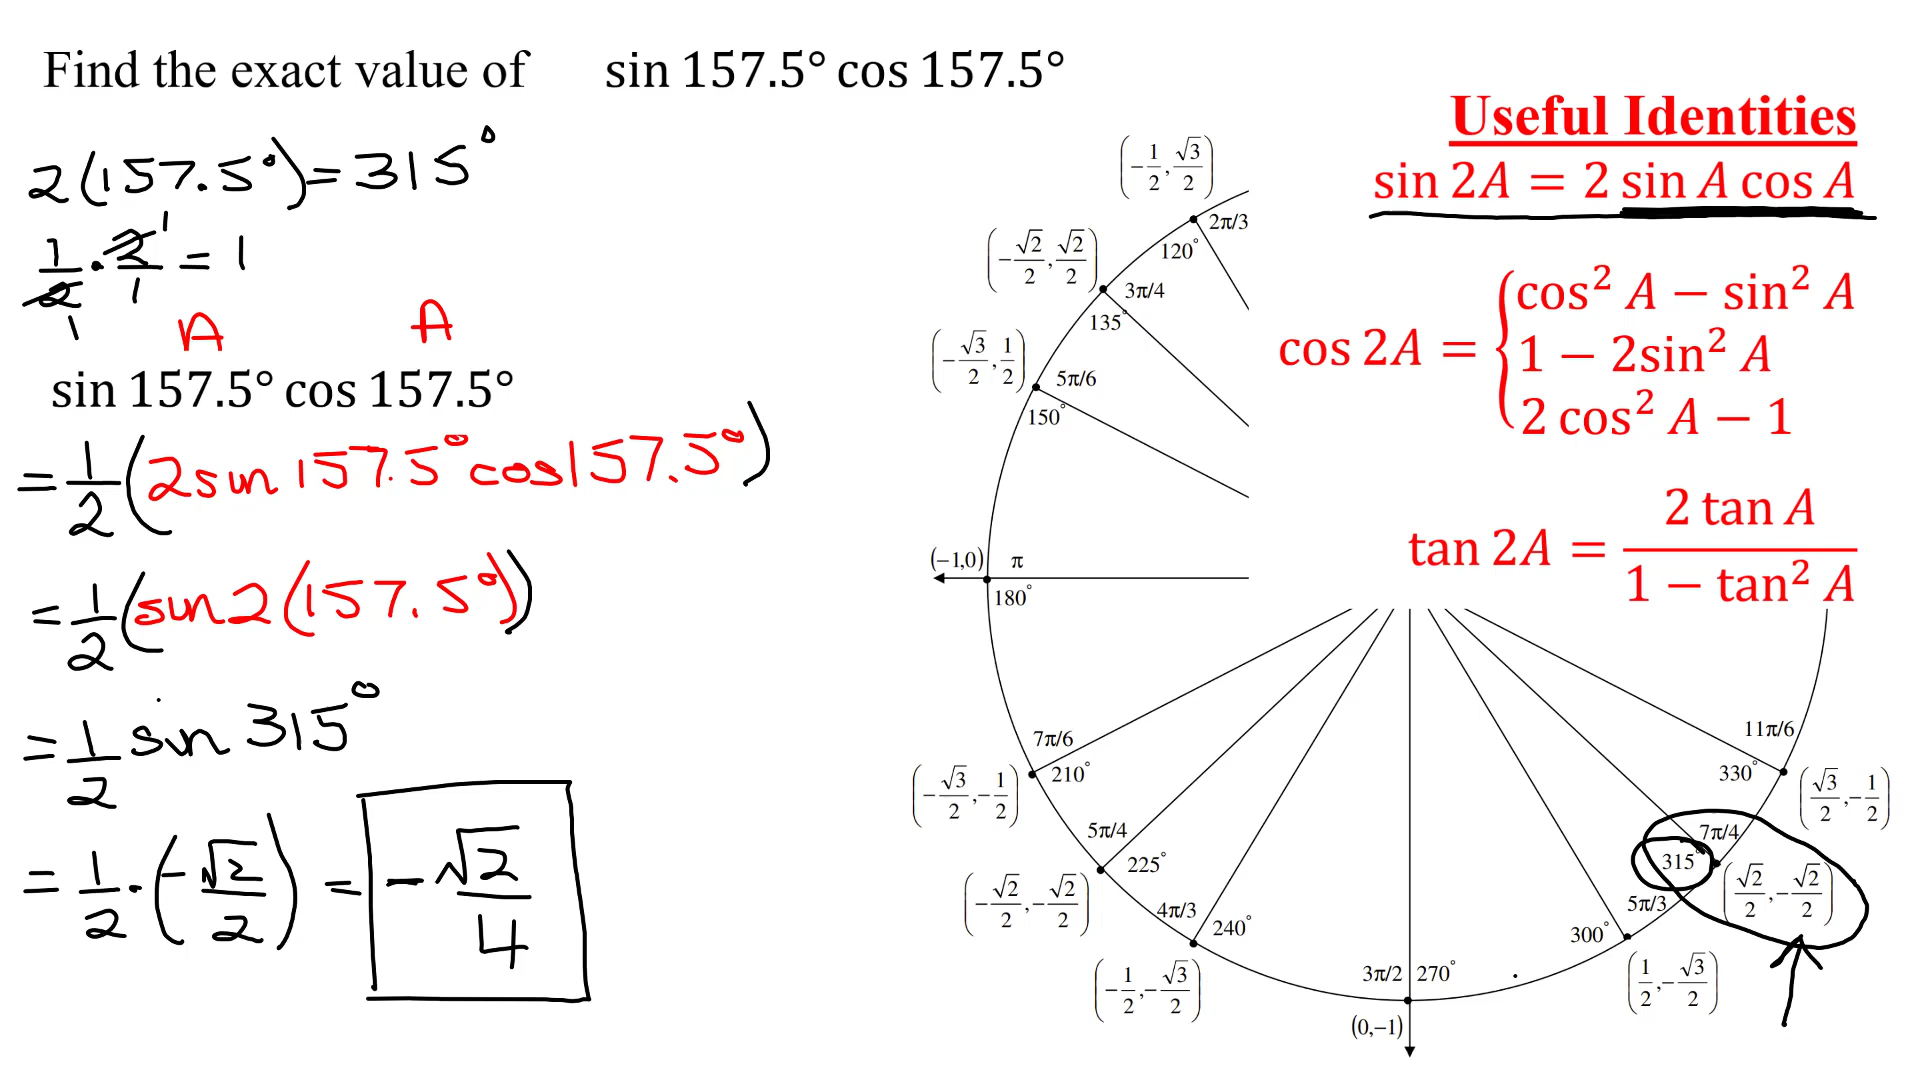 Find the exact value of sin 157.5° cos 157.5°
2(157.5°)=315°
1/2 · 2/1 = 1
1
1
A A
sin 157.5° cos 157.5°
= 1/2 (2sin157.5°cos157.5°)
= 1/2 (sin2(157.5°))
= 1/2 sin 315°
= 1/2 · (-√2/2) = -√2/4
Useful Identities
sin 2A = 2 sin A cos A
cos 2A = { cos² A − sin² A
1 − 2sin² A
2 cos² A − 1
tan 2A = 2 tan A / 1 − tan² A
(-1/2, √3/2)
2π/3
120°
(-√2/2, √2/2)
3π/4
135°
(-√3/2, 1/2)
5π/6
150°
(−1,0)
π
180°
7π/6
210°
(-√3/2,-1/2)
5π/4
225°
(-√2/2,-√2/2)
4π/3
240°
(-1/2,-√3/2)
3π/2 270°
(0,−1)
300°
5π/3
(1/2,-√3/2)
7π/4
315°
(√2/2,-√2/2)
11π/6
330°
(√3/2,-1/2)